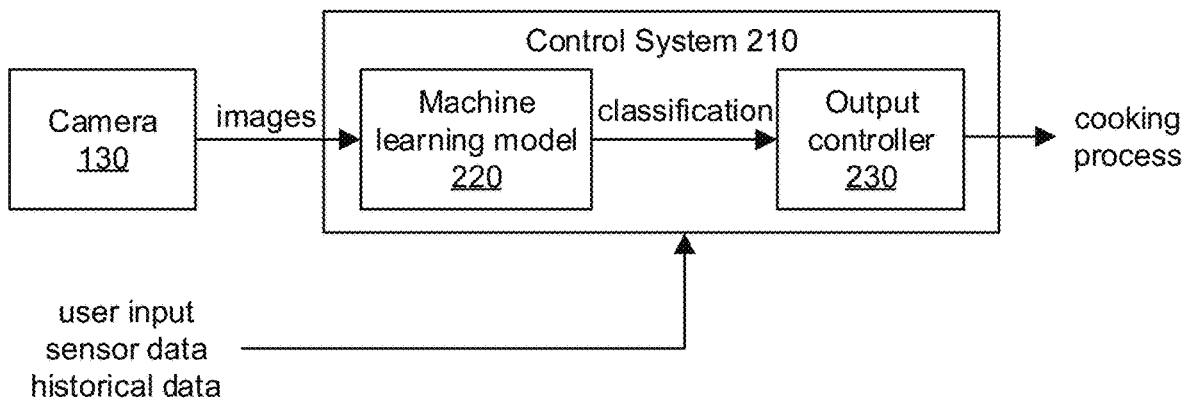 Control System 210
Camera
130
images
Machine
learning model
220
classification
Output
controller
230
cooking
process
user input
sensor data
historical data